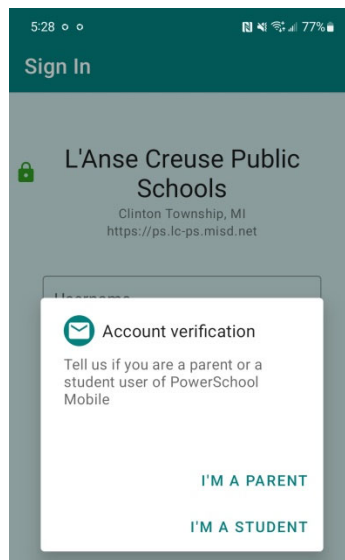 5:28
77%
Sign In
L'Anse Creuse Public
Schools
Clinton Township, MI
https://ps.lc-ps.misd.net
Username
Account verification
Tell us if you are a parent or a
student user of PowerSchool
Mobile
I'M A PARENT
I'M A STUDENT